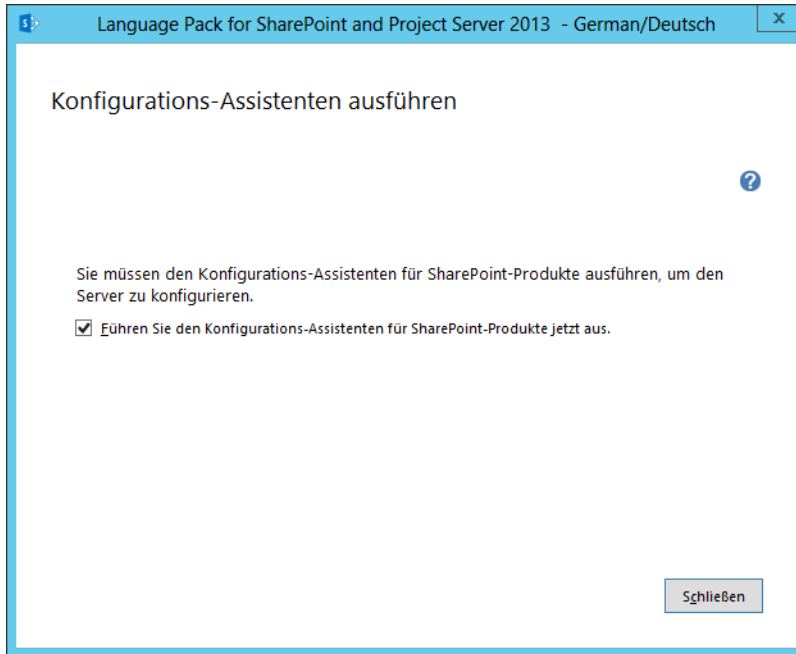 Language Pack for SharePoint and Project Server 2013 - German/Deutsch
Konfigurations-Assistenten ausführen
Sie müssen den Konfigurations-Assistenten für SharePoint-Produkte ausführen, um den
Server zu konfigurieren.
Führen Sie den Konfigurations-Assistenten für SharePoint-Produkte jetzt aus.
Schließen